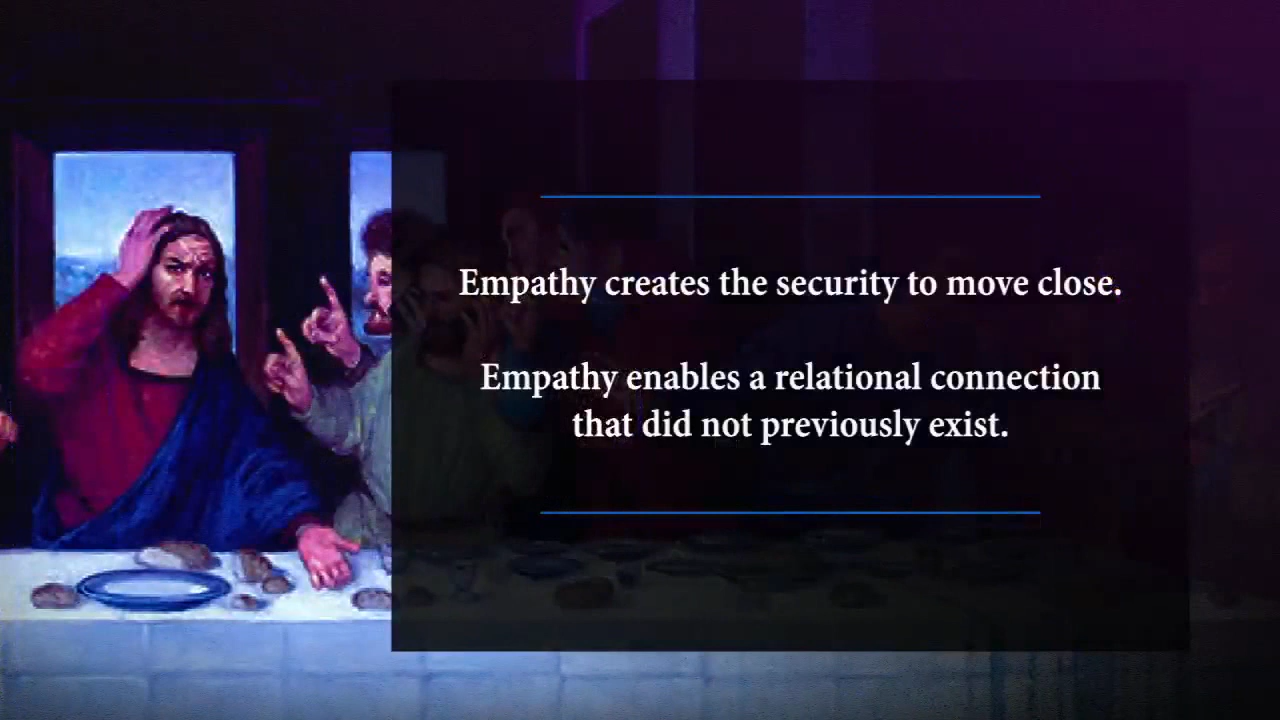 Empathy creates the security to move close.
Empathy enables a relational connection
that did not previously exist.